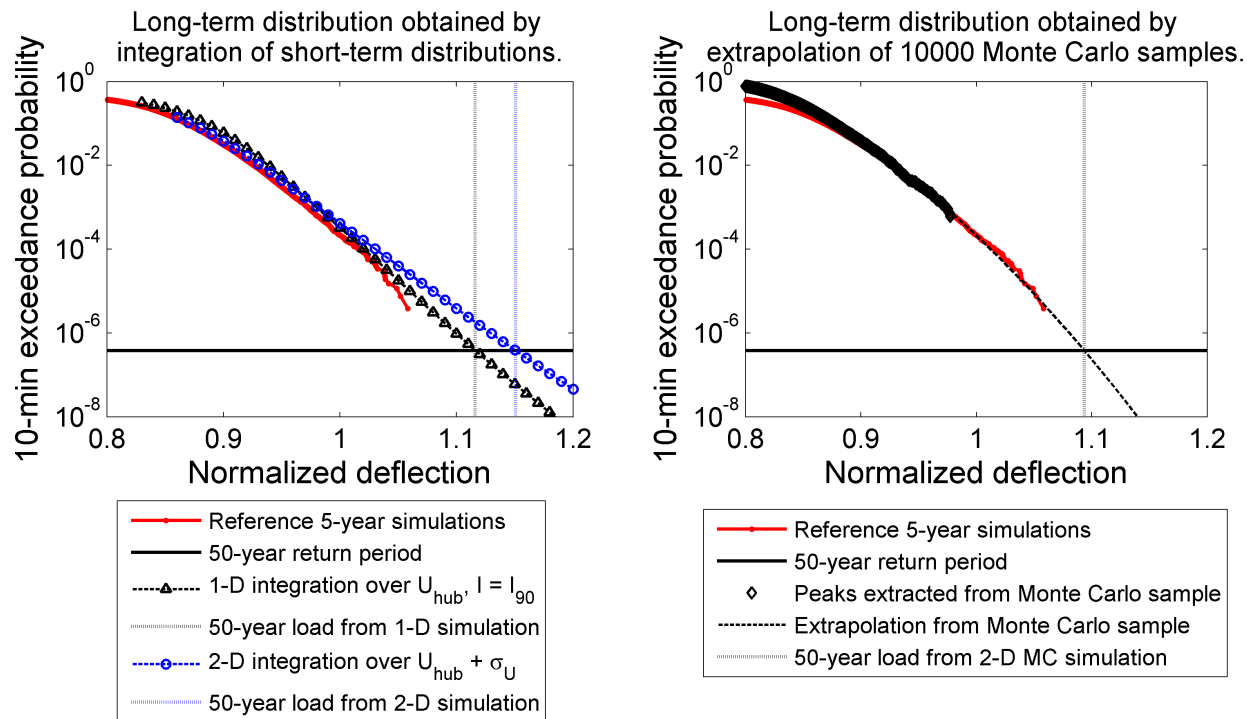 Long-term distribution obtained by
integration of short-term distributions.
10-min exceedance probability
10^0
10^-2
10^-4
10^-6
10^-8
0.8
0.9
1
1.1
1.2
Normalized deflection
Reference 5-year simulations
50-year return period
1-D integration over U_hub, I = I_90
50-year load from 1-D simulation
2-D integration over U_hub + σ_U
50-year load from 2-D simulation
Long-term distribution obtained by
extrapolation of 10000 Monte Carlo samples.
10-min exceedance probability
10^0
10^-2
10^-4
10^-6
10^-8
0.8
0.9
1
1.1
1.2
Normalized deflection
Reference 5-year simulations
50-year return period
Peaks extracted from Monte Carlo sample
Extrapolation from Monte Carlo sample
50-year load from 2-D MC simulation